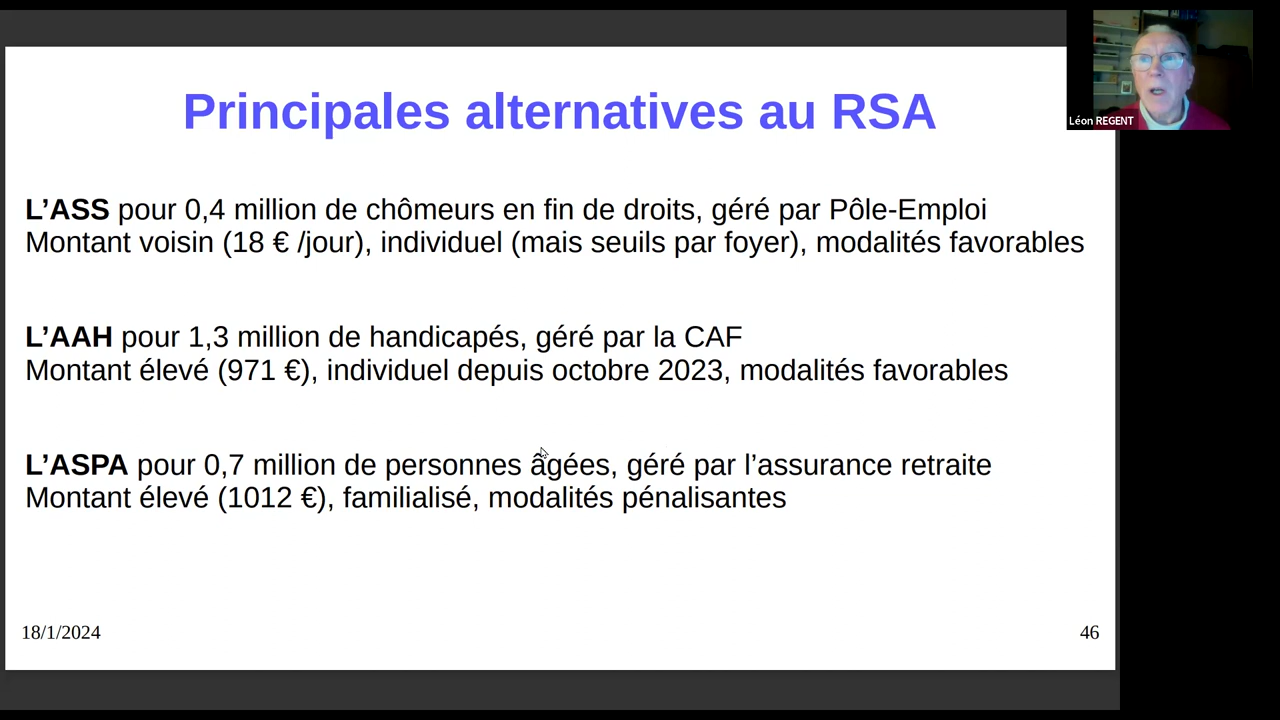 Principales alternatives au RSA
Léon REGENT
L’ASS pour 0,4 million de chômeurs en fin de droits, géré par Pôle-Emploi
Montant voisin (18 € /jour), individuel (mais seuils par foyer), modalités favorables
L’AAH pour 1,3 million de handicapés, géré par la CAF
Montant élevé (971 €), individuel depuis octobre 2023, modalités favorables
L’ASPA pour 0,7 million de personnes âgées, géré par l’assurance retraite
Montant élevé (1012 €), familialisé, modalités pénalisantes
18/1/2024
46